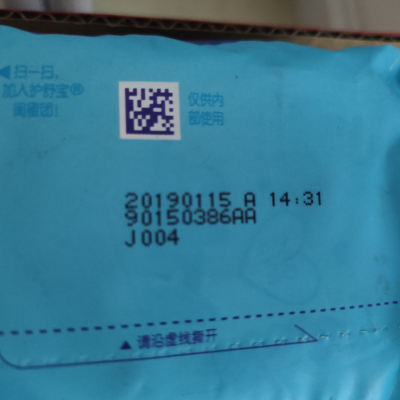 ◀扫一扫,
加入护舒宝®
闺蜜团!
仅供内
部使用
20190115 A 14:31
90150386AA
J004
▲ 请沿虚线撕开